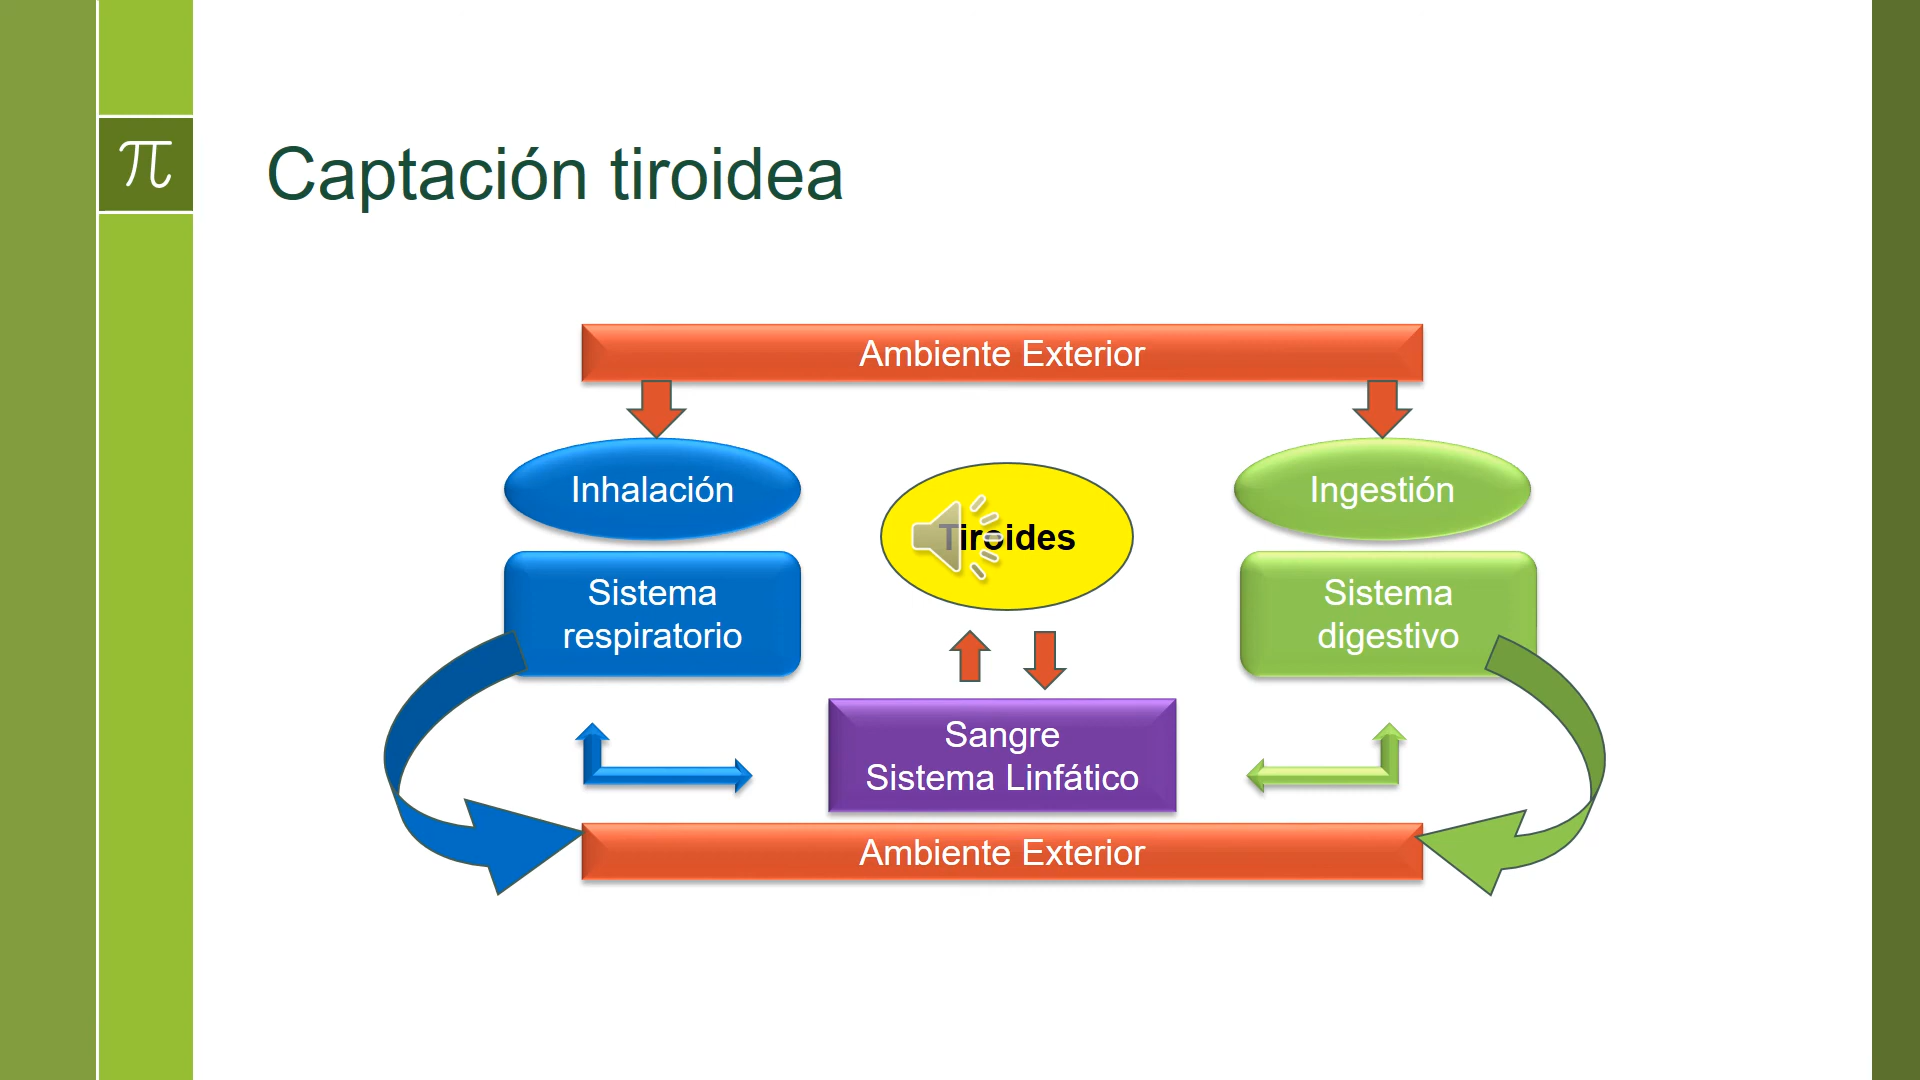 π
Captación tiroidea
Ambiente Exterior
Inhalación
Ingestión
Tiroides
Sistema
respiratorio
Sistema
digestivo
Sangre
Sistema Linfático
Ambiente Exterior